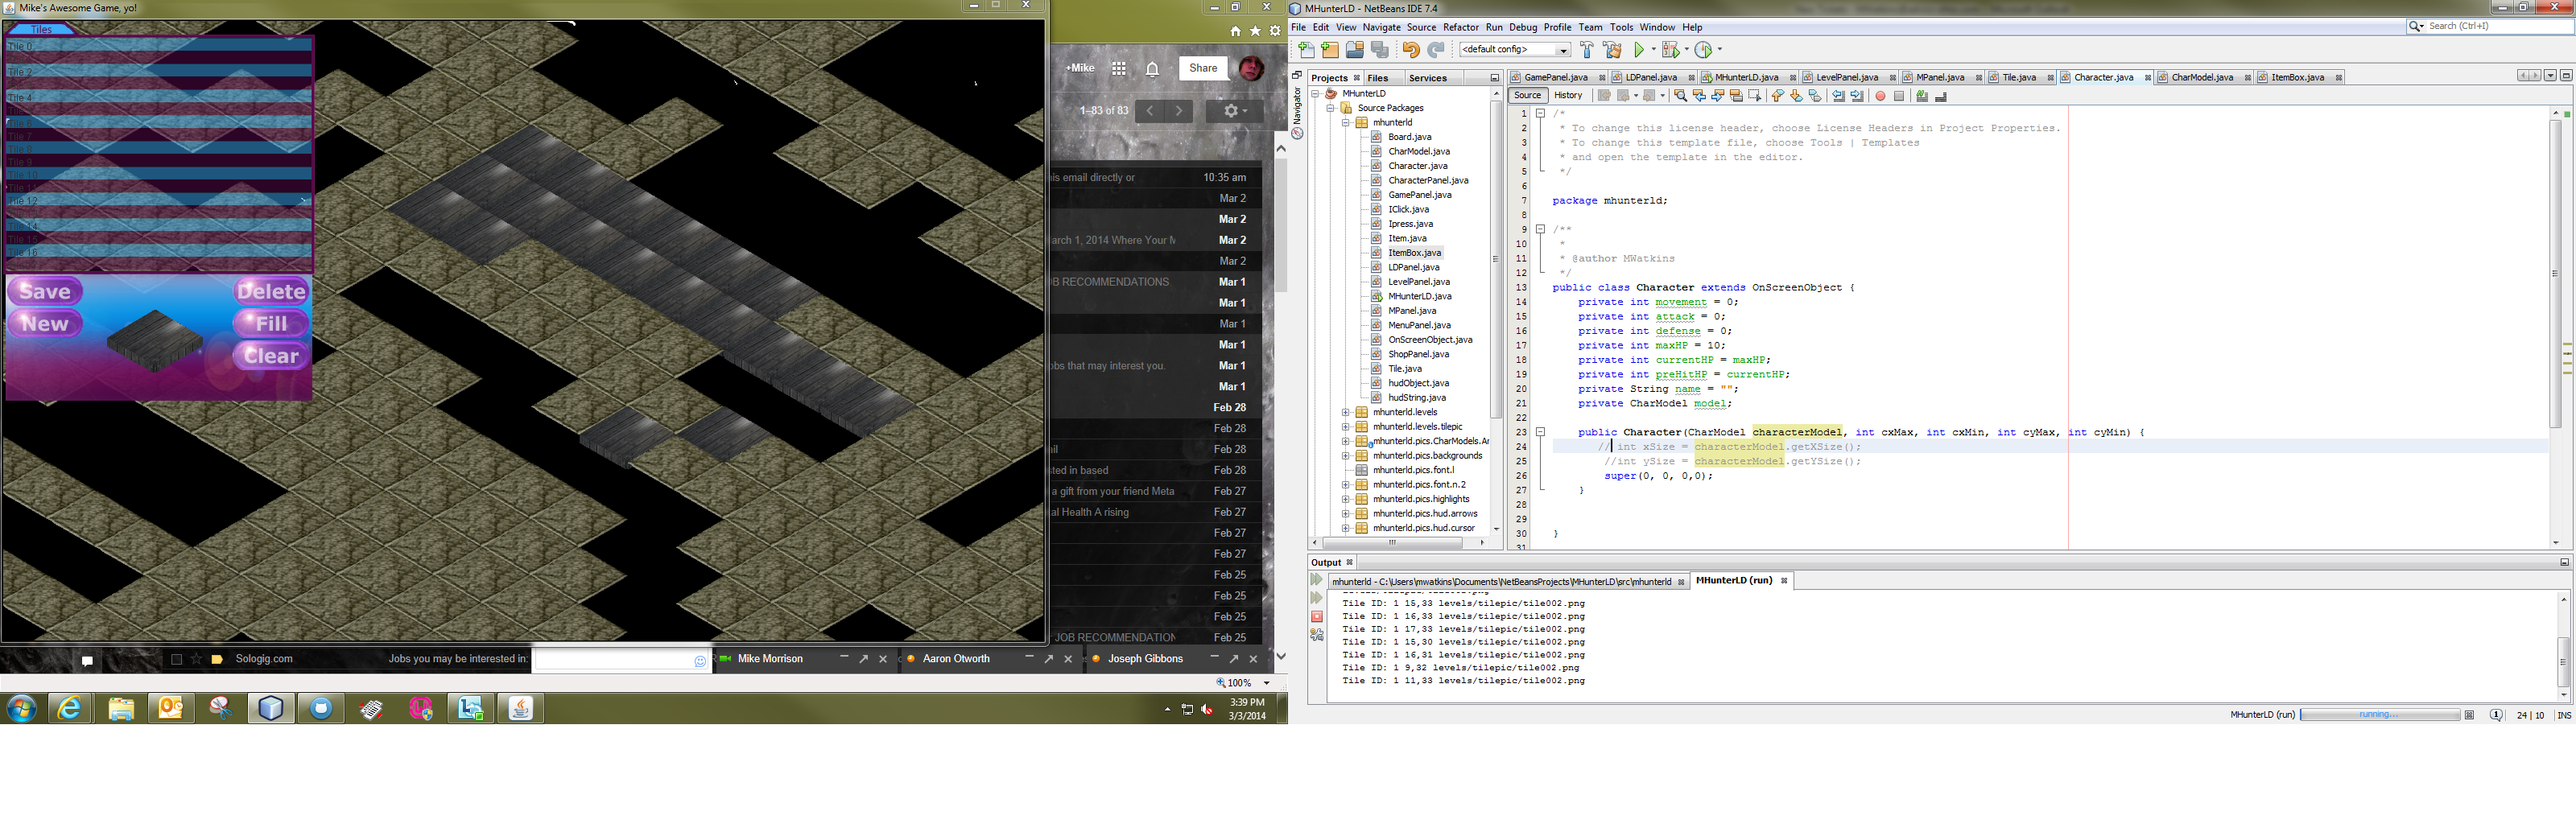 Mike's Awesome Game, yo!
Tiles
Tile 0
Tile 2
Tile 4
Tile 6
Tile 7
Tile 8
Tile 9
Tile 10
Tile 11
Tile 12
Tile 14
Tile 15
Tile 16
Save
Delete
New
Fill
Clear
+Mike
Share
1–83 of 83
his email directly or 10:35 am
Mar 2
Mar 2
March 1, 2014 Where Your M Mar 2
Mar 2
OB RECOMMENDATIONS Mar 1
Mar 1
Mar 1
Mar 1
obs that may interest you. Mar 1
Mar 1
Feb 28
Feb 28
ail Feb 28
sted in based Feb 28
a gift from your friend Meta Feb 27
tal Health A rising Feb 27
Feb 27
Feb 27
Feb 25
Feb 25
Feb 25
JOB RECOMMENDATION Feb 25
Sologig.com Jobs you may be interested in:
Mike Morrison
Aaron Otworth
Joseph Gibbons
100%
3:39 PM
3/3/2014
MHunterLD - NetBeans IDE 7.4
File Edit View Navigate Source Refactor Run Debug Profile Team Tools Window Help
Search (Ctrl+I)
<default config>
Projects Files Services
Navigator
MHunterLD
Source Packages
mhunterld
Board.java
CharModel.java
Character.java
CharacterPanel.java
GamePanel.java
IClick.java
Ipress.java
Item.java
ItemBox.java
LDPanel.java
LevelPanel.java
MHunterLD.java
MPanel.java
MenuPanel.java
OnScreenObject.java
ShopPanel.java
Tile.java
hudObject.java
hudString.java
mhunterld.levels
mhunterld.levels.tilepic
mhunterld.pics.CharModels.Ar
mhunterld.pics.backgrounds
mhunterld.pics.font.l
mhunterld.pics.font.n.2
mhunterld.pics.highlights
mhunterld.pics.hud.arrows
mhunterld.pics.hud.cursor
GamePanel.java LDPanel.java MHunterLD.java LevelPanel.java MPanel.java Tile.java Character.java CharModel.java ItemBox.java
Source History
1 /*
2 * To change this license header, choose License Headers in Project Properties.
3 * To change this template file, choose Tools | Templates
4 * and open the template in the editor.
5 */
6
7 package mhunterld;
8
9 /**
10 *
11 * @author MWatkins
12 */
13 public class Character extends OnScreenObject {
14 private int movement = 0;
15 private int attack = 0;
16 private int defense = 0;
17 private int maxHP = 10;
18 private int currentHP = maxHP;
19 private int preHitHP = currentHP;
20 private String name = "";
21 private CharModel model;
22
23 public Character(CharModel characterModel, int cxMax, int cxMin, int cyMax, int cyMin) {
24 // int xSize = characterModel.getXSize();
25 //int ySize = characterModel.getYSize();
26 super(0, 0, 0,0);
27 }
28
29
30 }
31
Output
mhunterld - C:\Users\mwatkins\Documents\NetBeansProjects\MHunterLD\src\mhunterld MHunterLD (run)
Tile ID: 1 15,33 levels/tilepic/tile002.png
Tile ID: 1 16,33 levels/tilepic/tile002.png
Tile ID: 1 17,33 levels/tilepic/tile002.png
Tile ID: 1 15,30 levels/tilepic/tile002.png
Tile ID: 1 16,31 levels/tilepic/tile002.png
Tile ID: 1 9,32 levels/tilepic/tile002.png
Tile ID: 1 11,33 levels/tilepic/tile002.png
MHunterLD (run) running... 1 24 | 10 INS